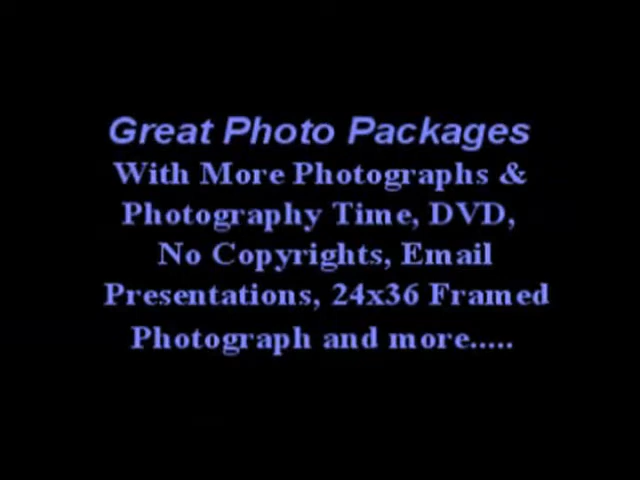 Great Photo Packages
With More Photographs &
Photography Time, DVD,
No Copyrights, Email
Presentations, 24x36 Framed
Photograph and more.....